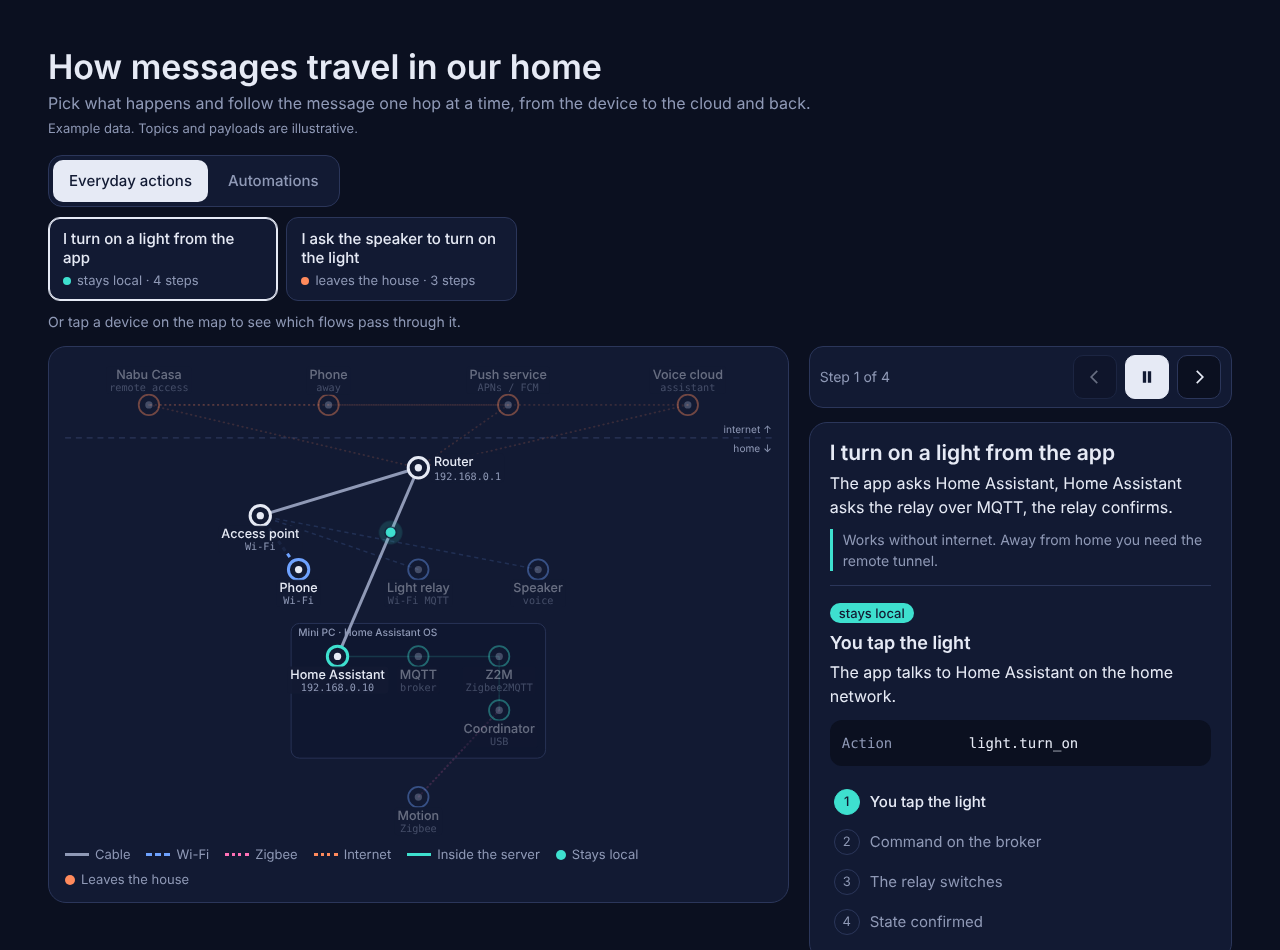 How messages travel in our home
Pick what happens and follow the message one hop at a time, from the device to the cloud and back.
Example data. Topics and payloads are illustrative.
Everyday actions
Automations
I turn on a light from the
app
stays local · 4 steps
I ask the speaker to turn on
the light
leaves the house · 3 steps
Or tap a device on the map to see which flows pass through it.
Nabu Casa
remote access
Phone
away
Push service
APNs / FCM
Voice cloud
assistant
internet ↑
home ↓
Router
192.168.0.1
Access point
Wi-Fi
Phone
Wi-Fi
Light relay
Wi-Fi MQTT
Speaker
voice
Mini PC · Home Assistant OS
Home Assistant
192.168.0.10
MQTT
broker
Z2M
Zigbee2MQTT
Coordinator
USB
Motion
Zigbee
Cable
Wi-Fi
Zigbee
Internet
Inside the server
Stays local
Leaves the house
Step 1 of 4
I turn on a light from the app
The app asks Home Assistant, Home Assistant
asks the relay over MQTT, the relay confirms.
Works without internet. Away from home you need the
remote tunnel.
stays local
You tap the light
The app talks to Home Assistant on the home
network.
Action light.turn_on
1 You tap the light
2 Command on the broker
3 The relay switches
4 State confirmed